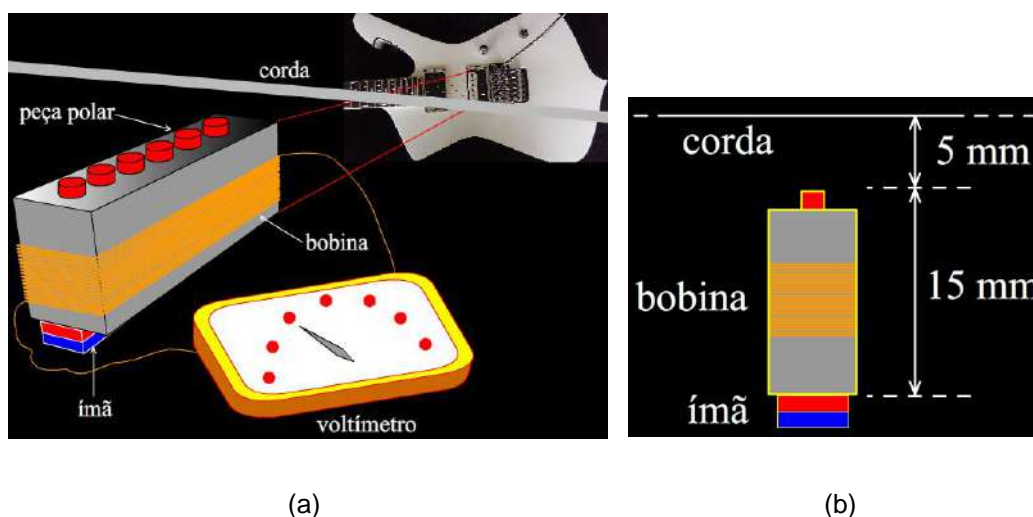 corda
peça polar
bobina
ímã
voltímetro
corda
5 mm
bobina
15 mm
ímã
(a)
(b)